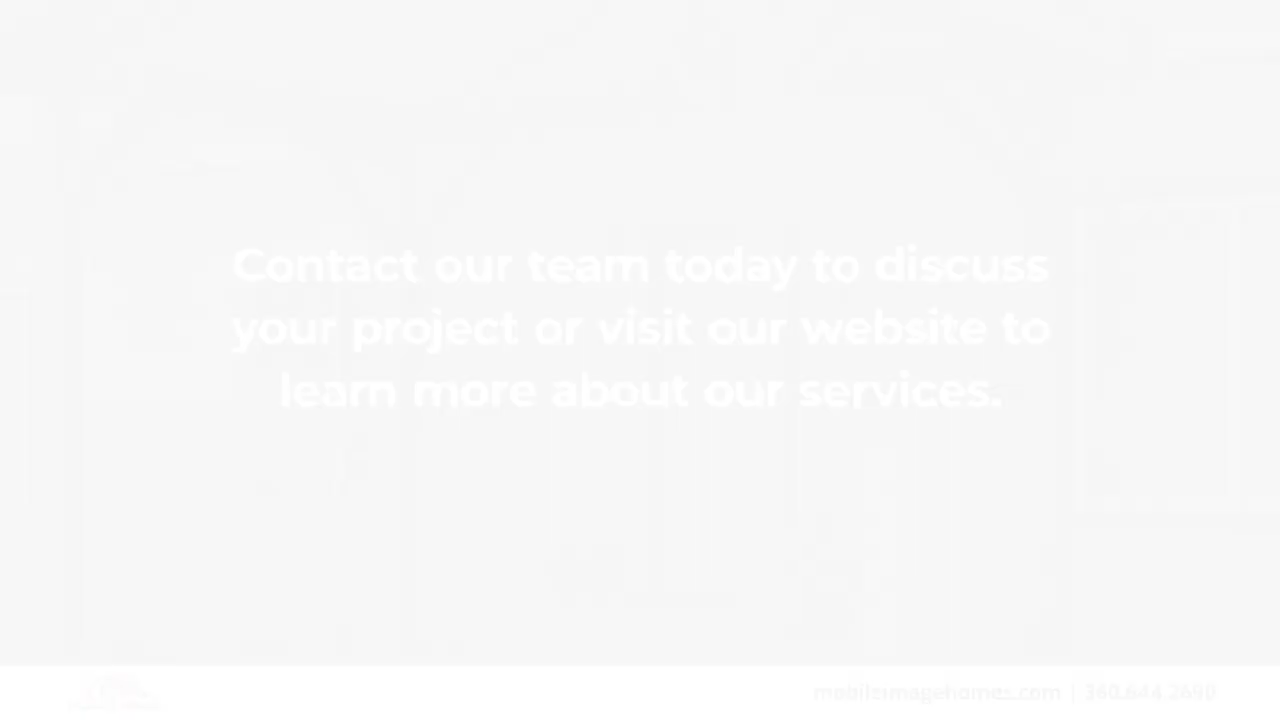 Contact our team today to discuss
your project or visit our website to
learn more about our services.
mobileimagehomes.com | 360.644.2690